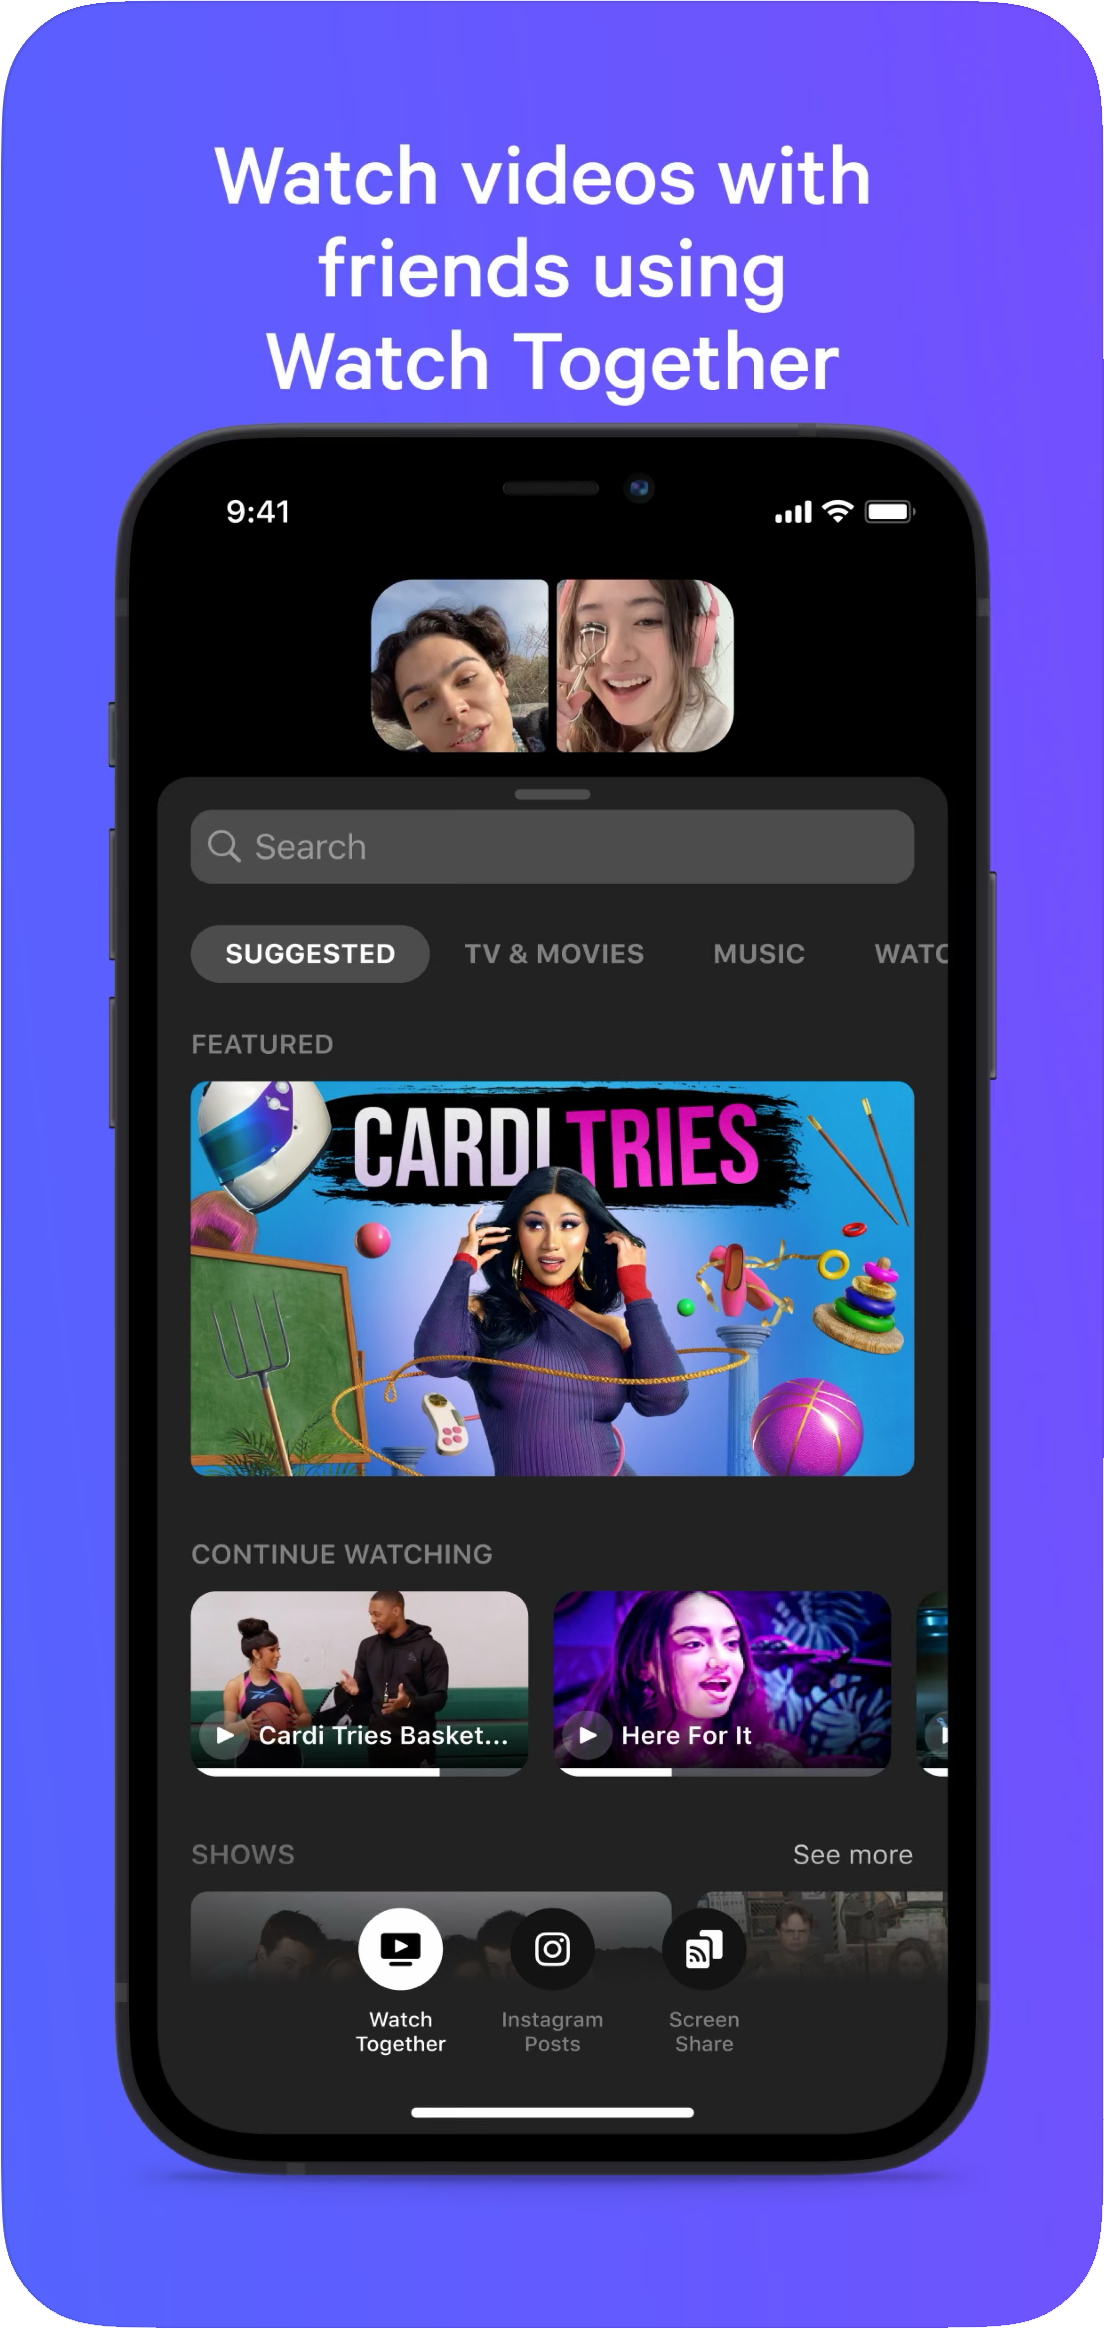 Watch videos with
friends using
Watch Together
9:41
Search
SUGGESTED TV & MOVIES MUSIC WATC
FEATURED
CARDI TRIES
CONTINUE WATCHING
Cardi Tries Basket...
Here For It
SHOWS See more
Watch
Together
Instagram
Posts
Screen
Share